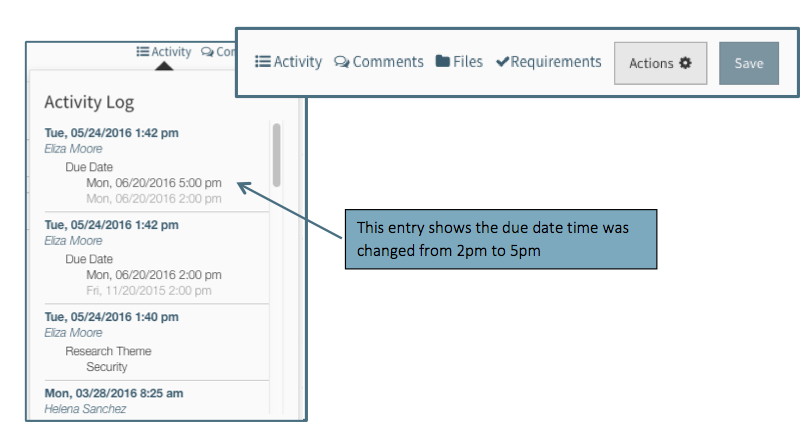 Activity Com
Activity Comments Files Requirements Actions Save
Activity Log
Tue, 05/24/2016 1:42 pm
Eliza Moore
Due Date
Mon, 06/20/2016 5:00 pm
Mon, 06/20/2016 2:00 pm
Tue, 05/24/2016 1:42 pm
Eliza Moore
Due Date
Mon, 06/20/2016 2:00 pm
Fri, 11/20/2015 2:00 pm
Tue, 05/24/2016 1:40 pm
Eliza Moore
Research Theme
Security
Mon, 03/28/2016 8:25 am
Helena Sanchez
This entry shows the due date time was
changed from 2pm to 5pm